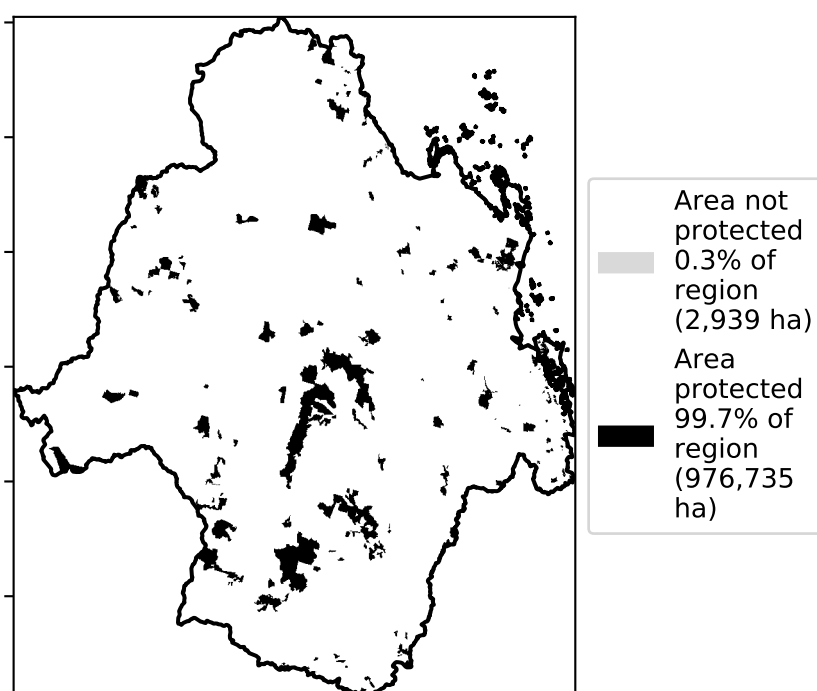 Area not
protected
0.3% of
region
(2,939 ha)
Area
protected
99.7% of
region
(976,735
ha)